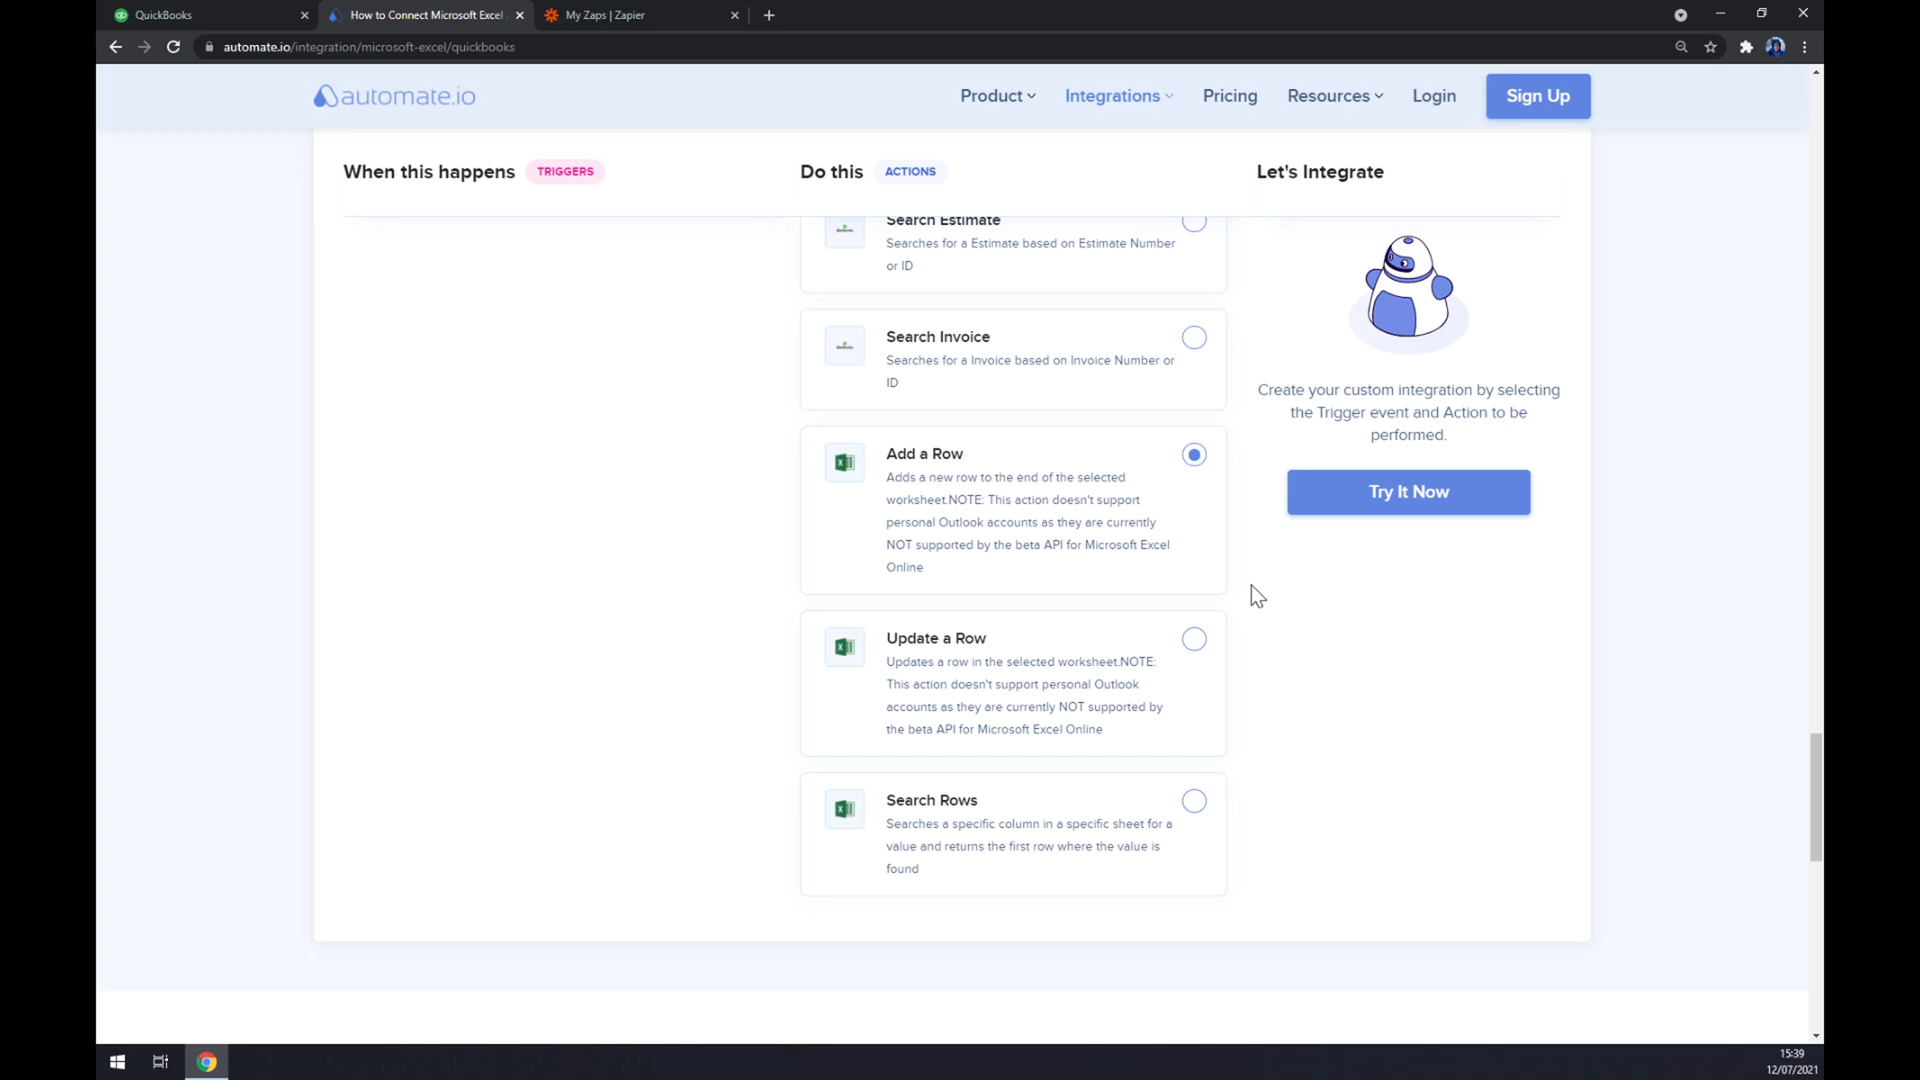 QuickBooks
How to Connect Microsoft Excel
My Zaps | Zapier
automate.io/integration/microsoft-excel/quickbooks
automate.io
Product
Integrations
Pricing
Resources
Login
Sign Up
When this happens TRIGGERS
Do this ACTIONS
Let's Integrate
Search Estimate
Searches for a Estimate based on Estimate Number
or ID
Search Invoice
Searches for a Invoice based on Invoice Number or
ID
Add a Row
Adds a new row to the end of the selected
worksheet.NOTE: This action doesn't support
personal Outlook accounts as they are currently
NOT supported by the beta API for Microsoft Excel
Online
Update a Row
Updates a row in the selected worksheet.NOTE:
This action doesn't support personal Outlook
accounts as they are currently NOT supported by
the beta API for Microsoft Excel Online
Search Rows
Searches a specific column in a specific sheet for a
value and returns the first row where the value is
found
Create your custom integration by selecting
the Trigger event and Action to be
performed.
Try It Now
15:39
12/07/2021